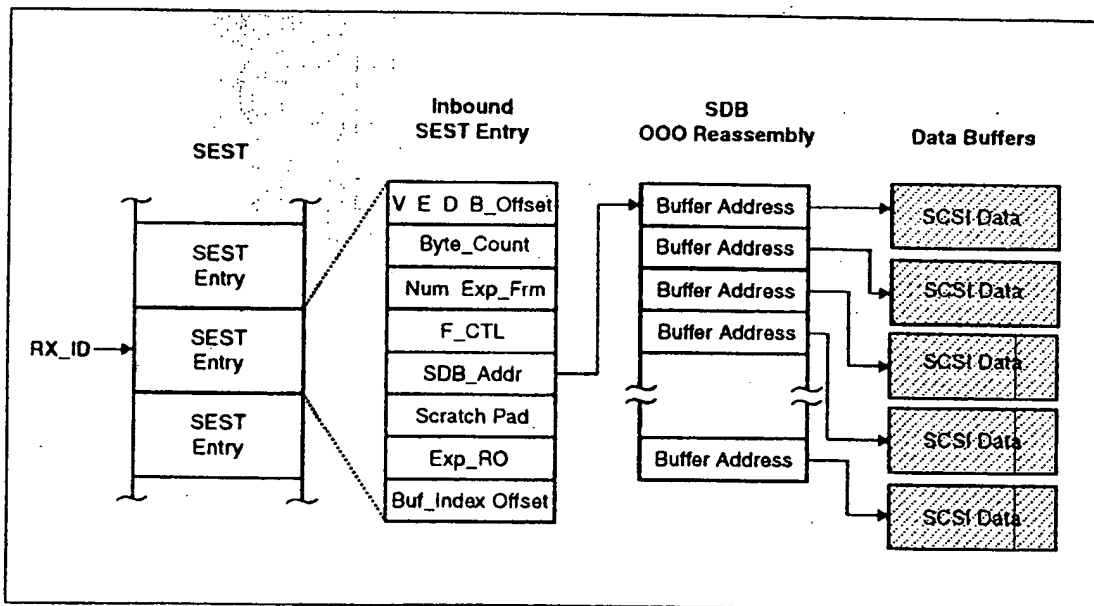 SEST
RX_ID
SEST
Entry
SEST
Entry
SEST
Entry
Inbound
SEST Entry
V E D B_Offset
Byte_Count
Num Exp_Frm
F_CTL
SDB_Addr
Scratch Pad
Exp_RO
Buf_Index Offset
SDB
OOO Reassembly
Buffer Address
Buffer Address
Buffer Address
Buffer Address
Buffer Address
Data Buffers
SCSI Data
SCSI Data
SCSI Data
SCSI Data
SCSI Data